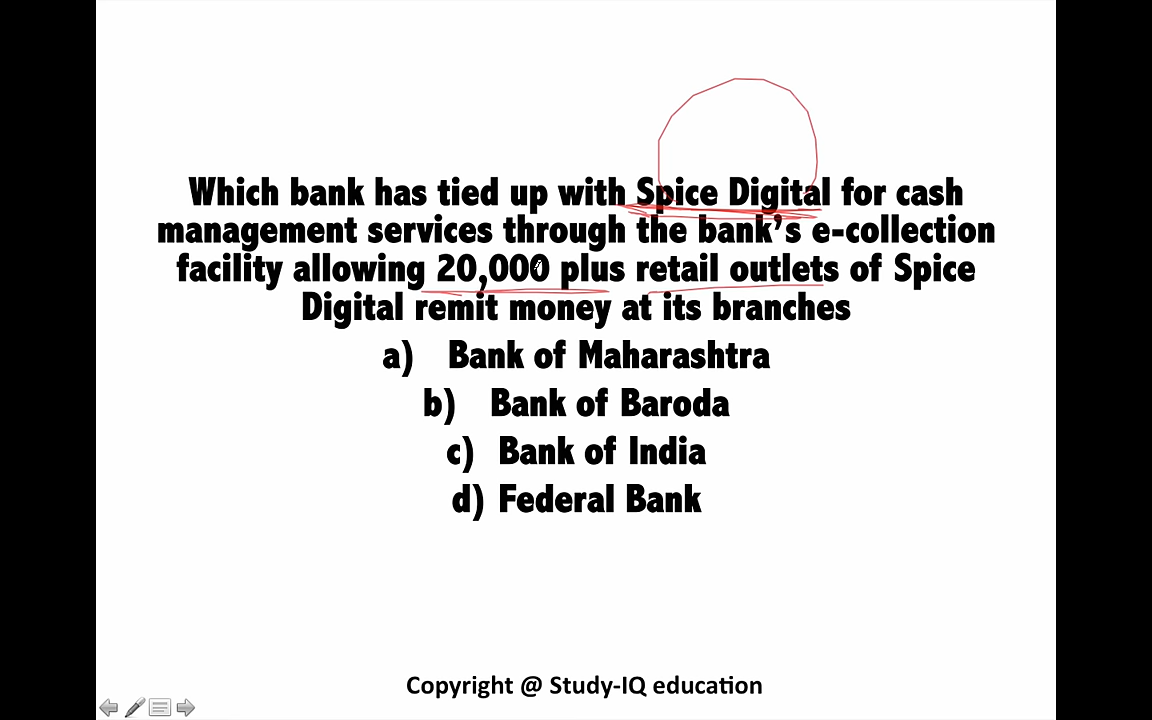 Which bank has tied up with Spice Digital for cash
management services through the bank’s e-collection
facility allowing 20,000 plus retail outlets of Spice
Digital remit money at its branches
a) Bank of Maharashtra
b) Bank of Baroda
c) Bank of India
d) Federal Bank
Copyright @ Study-IQ education